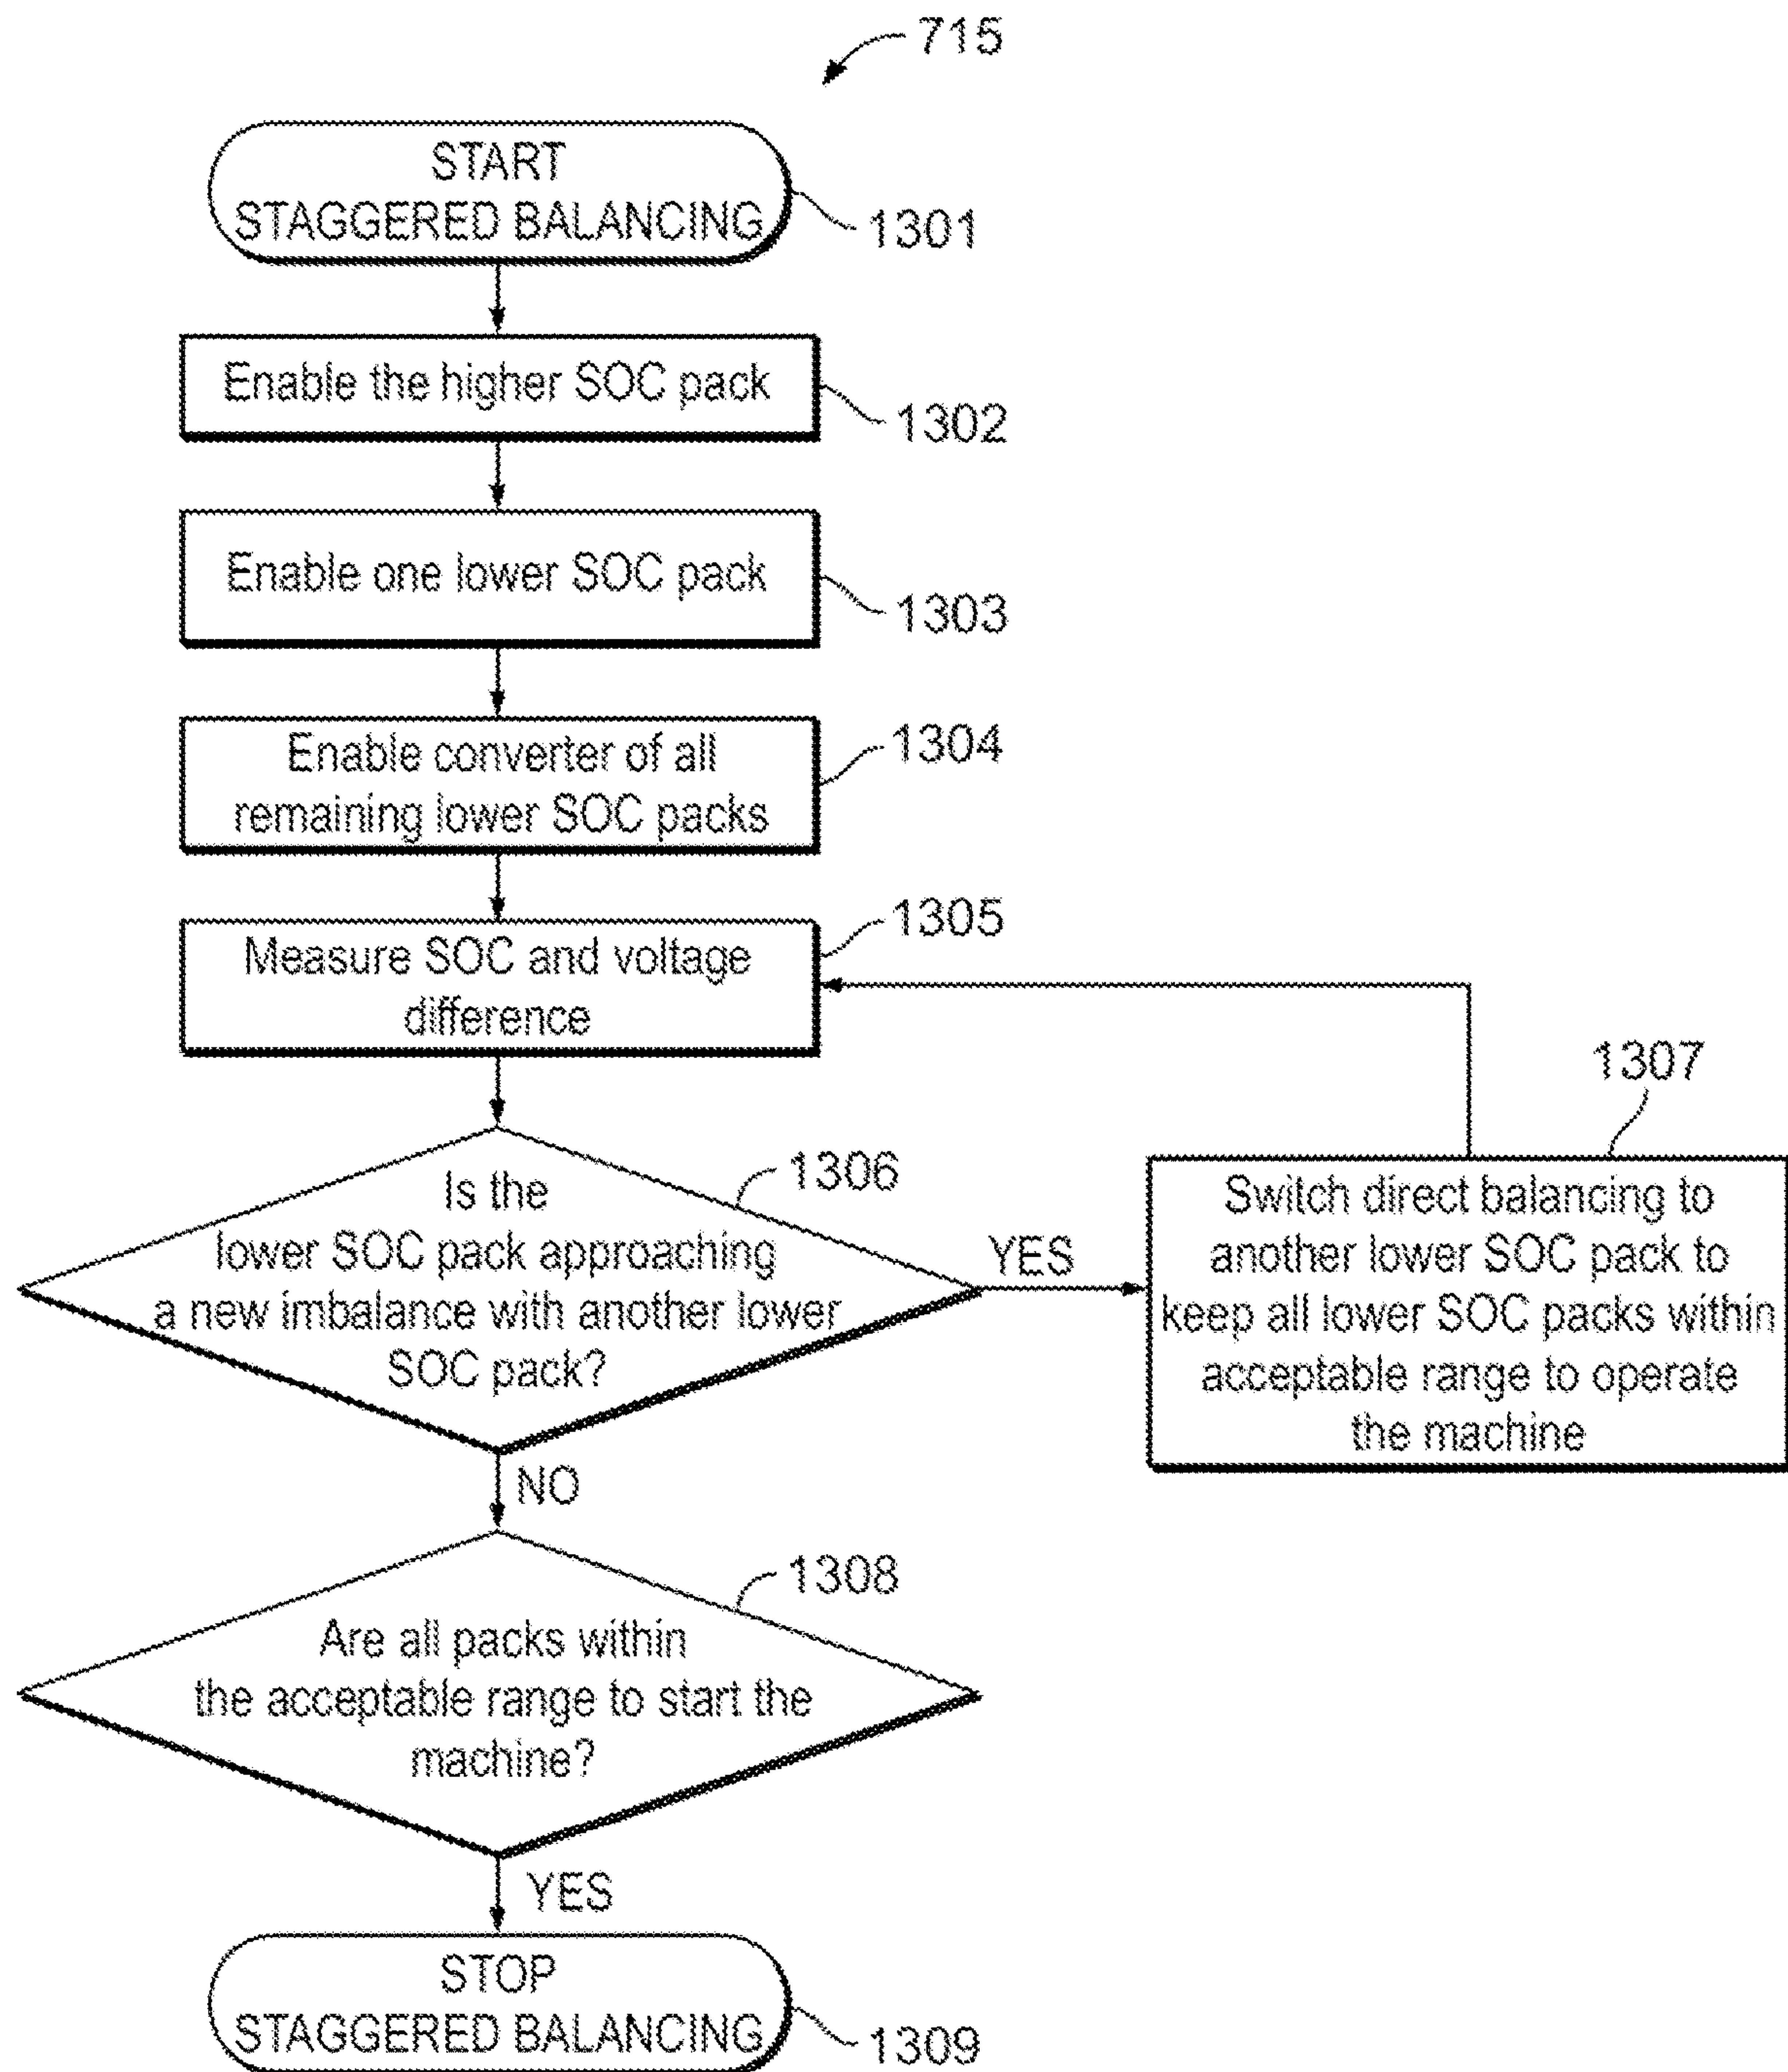 715
START
STAGGERED BALANCING
1301
Enable the higher SOC pack
1302
Enable one lower SOC pack
1303
Enable converter of all
remaining lower SOC packs
1304
Measure SOC and voltage
difference
1305
Is the
lower SOC pack approaching
a new imbalance with another lower
SOC pack?
1306
YES
Switch direct balancing to
another lower SOC pack to
keep all lower SOC packs within
acceptable range to operate
the machine
1307
NO
Are all packs within
the acceptable range to start the
machine?
1308
YES
STOP
STAGGERED BALANCING
1309